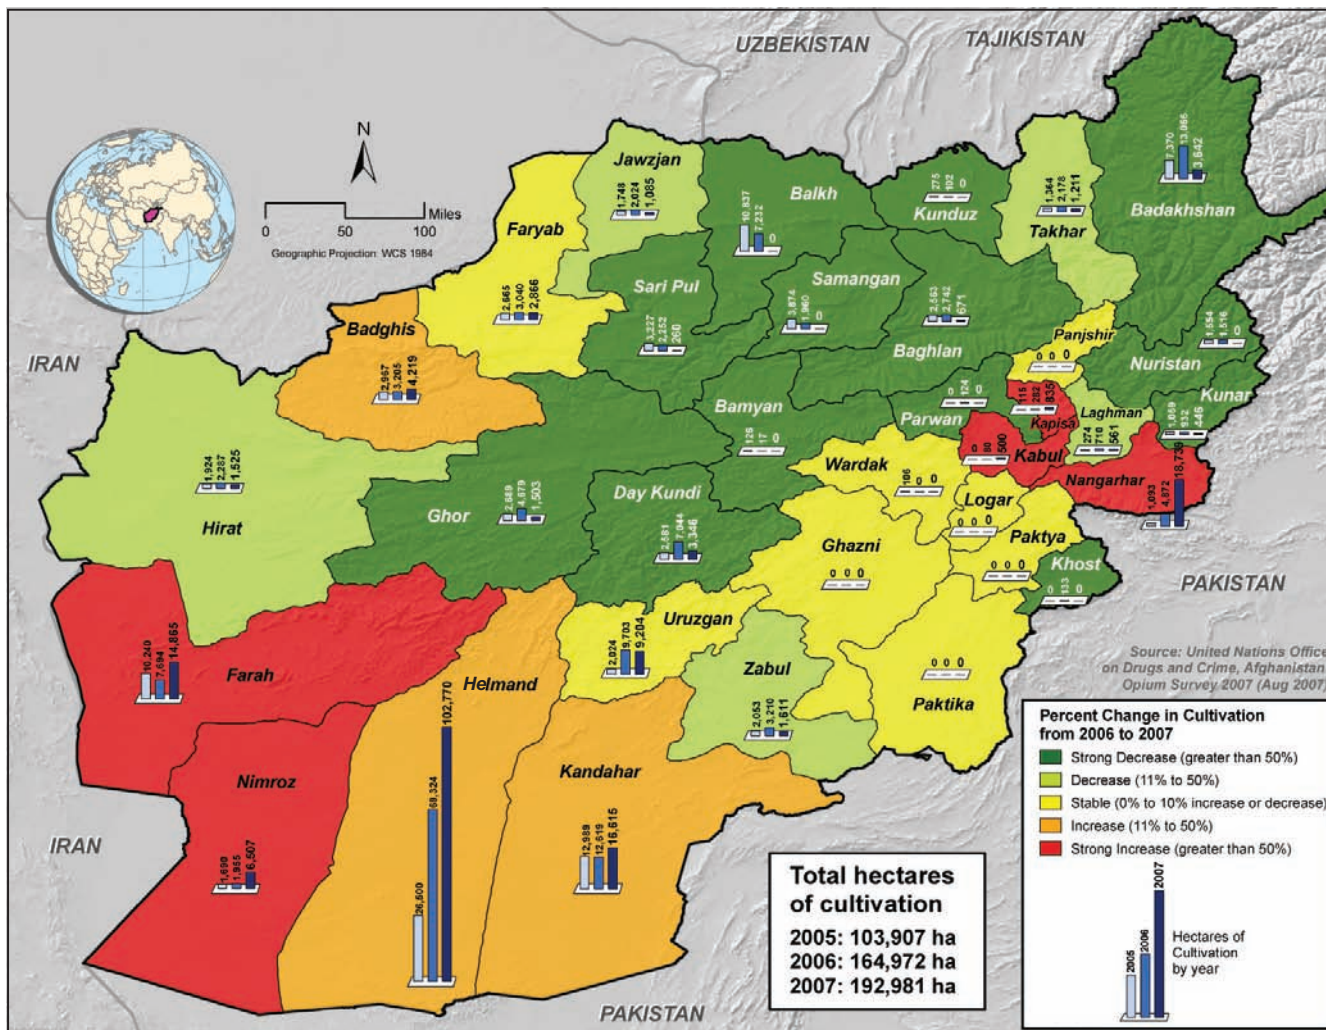 UZBEKISTAN
TAJIKISTAN
N
Miles
0 50 100
Geographic Projection: WCS 1984
Jawzjan
1,748 2,024 1,085
Balkh
10,837 7,232 0
Kunduz
275 102 0
Takhar
1,364 2,178 1,211
Badakhshan
7,370 13,056 3,642
Faryab
2,665 3,040 2,866
Sari Pul
3,227 2,252 260
Samangan
3,874 1,960 0
Baghlan
2,563 2,742 671
Panjshir
0 0 0
Nuristan
1,554 1,516 0
Kunar
1,059 932 446
IRAN
Badghis
2,967 3,205 4,219
Bamyan
126 17 0
Parwan
0 124 0
Kapisa
115 282 835
Laghman
274 710 561
Kabul
0 80 500
Nangarhar
1,093 4,872 18,739
Hirat
1,924 2,287 1,525
Ghor
2,689 4,679 1,503
Day Kundi
2,581 7,044 3,346
Wardak
106 0 0
Logar
0 0 0
Ghazni
0 0 0
Paktya
0 0 0
Khost
0 133 0
PAKISTAN
Farah
10,240 7,694 14,865
Helmand
26,500 69,324 102,770
Uruzgan
2,024 9,703 9,204
Zabul
2,053 3,210 1,611
Paktika
0 0 0
Nimroz
1,690 1,955 6,507
Kandahar
12,989 12,619 16,615
IRAN
PAKISTAN
Source: United Nations Office
on Drugs and Crime, Afghanistan
Opium Survey 2007 (Aug 2007)
Total hectares
of cultivation
2005: 103,907 ha
2006: 164,972 ha
2007: 192,981 ha
Percent Change in Cultivation
from 2006 to 2007
Strong Decrease (greater than 50%)
Decrease (11% to 50%)
Stable (0% to 10% increase or decrease)
Increase (11% to 50%)
Strong Increase (greater than 50%)
2005 2006 2007
Hectares of
Cultivation
by year